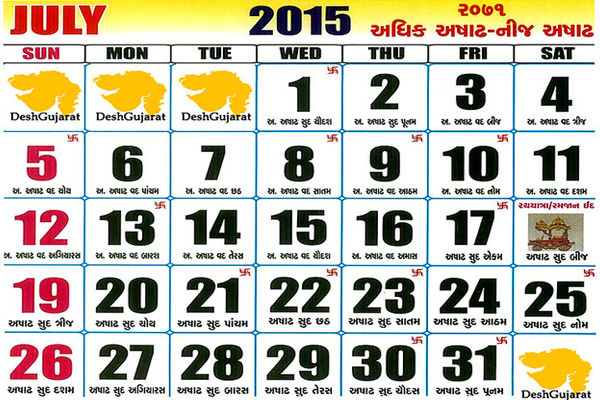 JULY 2015 ૨૦૭૧
અધિક અષાઢ-નીજ અષાઢ
SUN MON TUE WED THU FRI SAT
DeshGujarat DeshGujarat DeshGujarat 1 2 3 4
અ. અષાઢ સુદ ચૌદશ અ. અષાઢ સુદ પૂનમ અ. અષાઢ વદ બીજ અ. અષાઢ વદ ત્રીજ
5 6 7 8 9 10 11
અ. અષાઢ વદ ચોથ અ. અષાઢ વદ પાંચમ અ. અષાઢ વદ છઠ અ. અષાઢ વદ સાતમ અ. અષાઢ વદ આઠમ અ. અષાઢ વદ નોમ અ. અષાઢ વદ દશમ
રથયાત્રા/રમજાન ઈદ
12 13 14 15 16 17
અ. અષાઢ વદ અગિયારસ અ. અષાઢ વદ બારશ અ. અષાઢ વદ તેરસ અ. અષાઢ વદ ચૌદશ અ. અષાઢ વદ અમાસ અષાઢ સુદ એકમ અષાઢ સુદ બીજ
19 20 21 22 23 24 25
અષાઢ સુદ ત્રીજ અષાઢ સુદ ચોથ અષાઢ સુદ પાંચમ અષાઢ સુદ છઠ અષાઢ સુદ સાતમ અષાઢ સુદ આઠમ અષાઢ સુદ નોમ
26 27 28 29 30 31 DeshGujarat
અષાઢ સુદ દશમ અષાઢ સુદ અગિયારસ અષાઢ સુદ બારસ અષાઢ સુદ તેરસ અષાઢ સુદ ચૌદસ અષાઢ સુદ પૂનમ